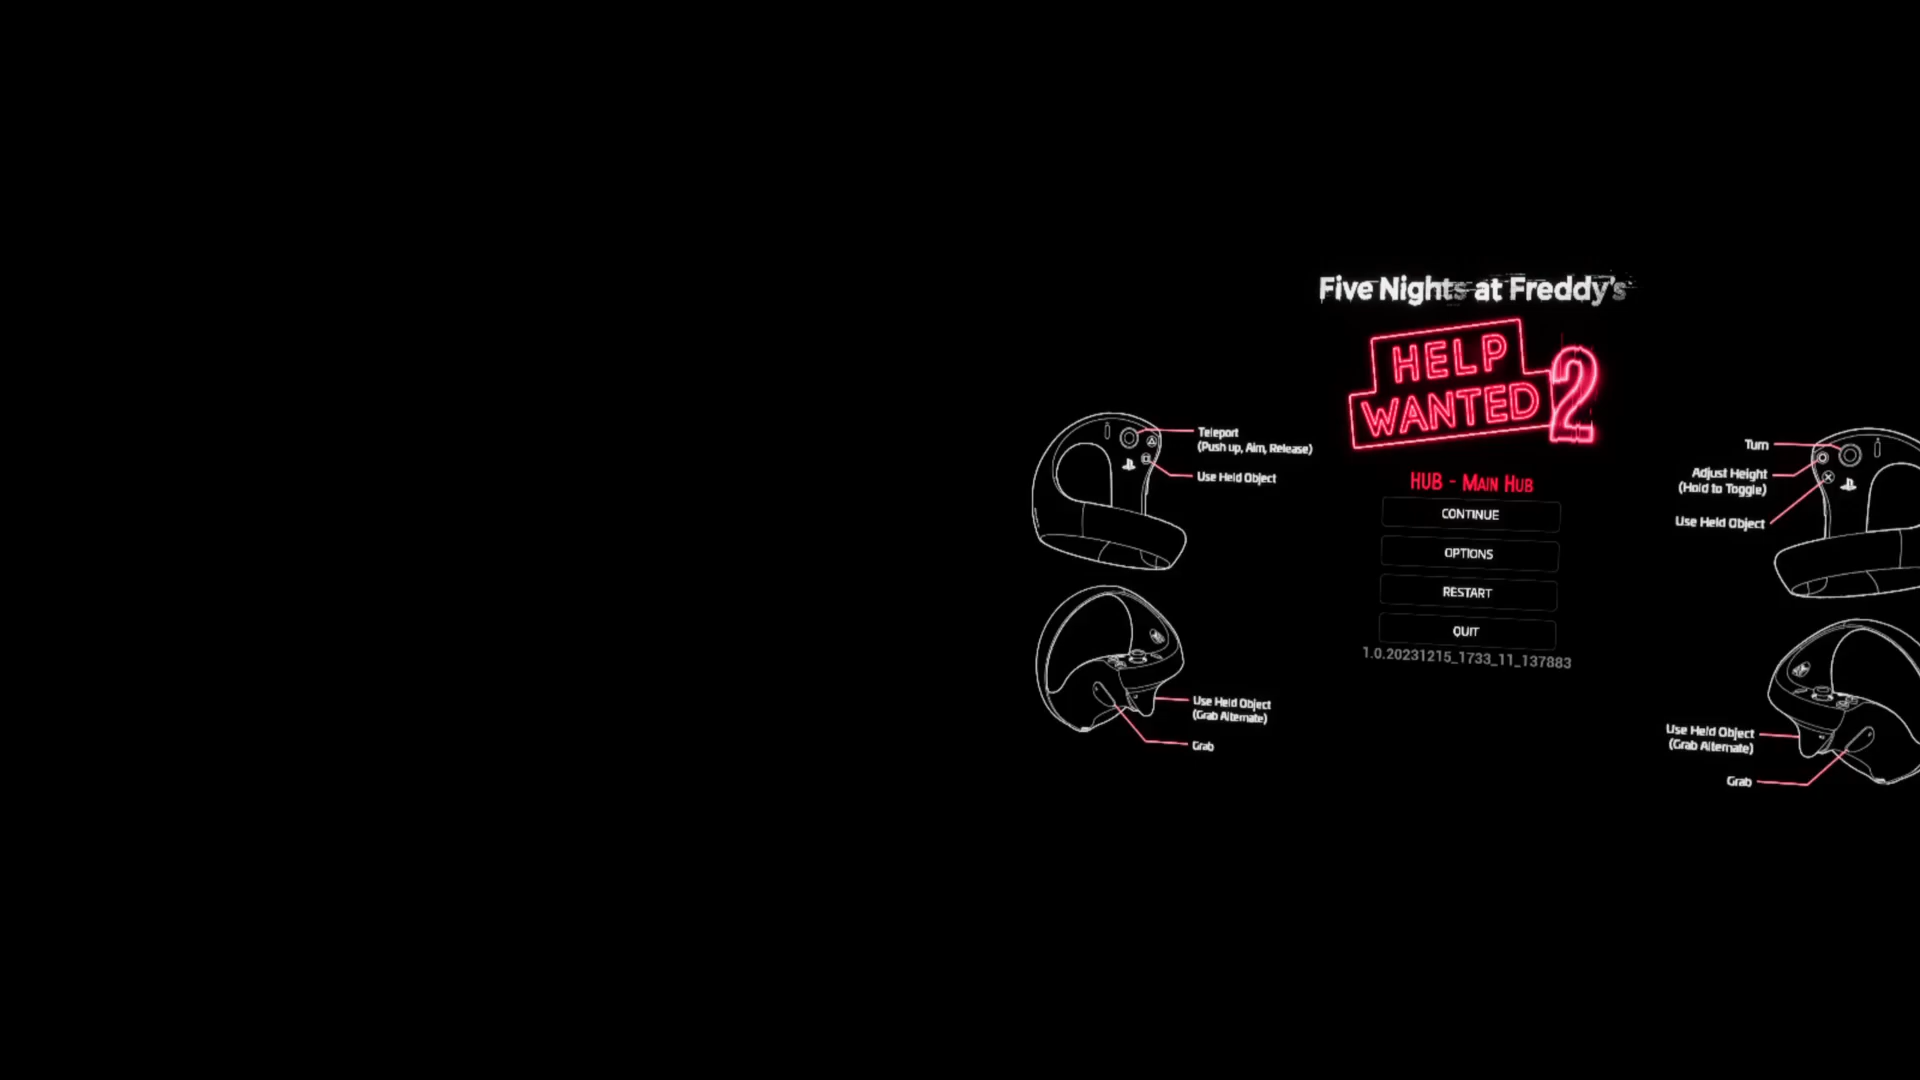 Five Nights at Freddy's
HELP
WANTED 2
Teleport
(Push up, Aim, Release)
Use Held Object
Turn
Adjust Height
(Hold to Toggle)
Use Held Object
HUB - Main Hub
CONTINUE
OPTIONS
RESTART
QUIT
1.0.20231215_1733_11_137883
Use Held Object
(Grab Alternate)
Grab
Use Held Object
(Grab Alternate)
Grab